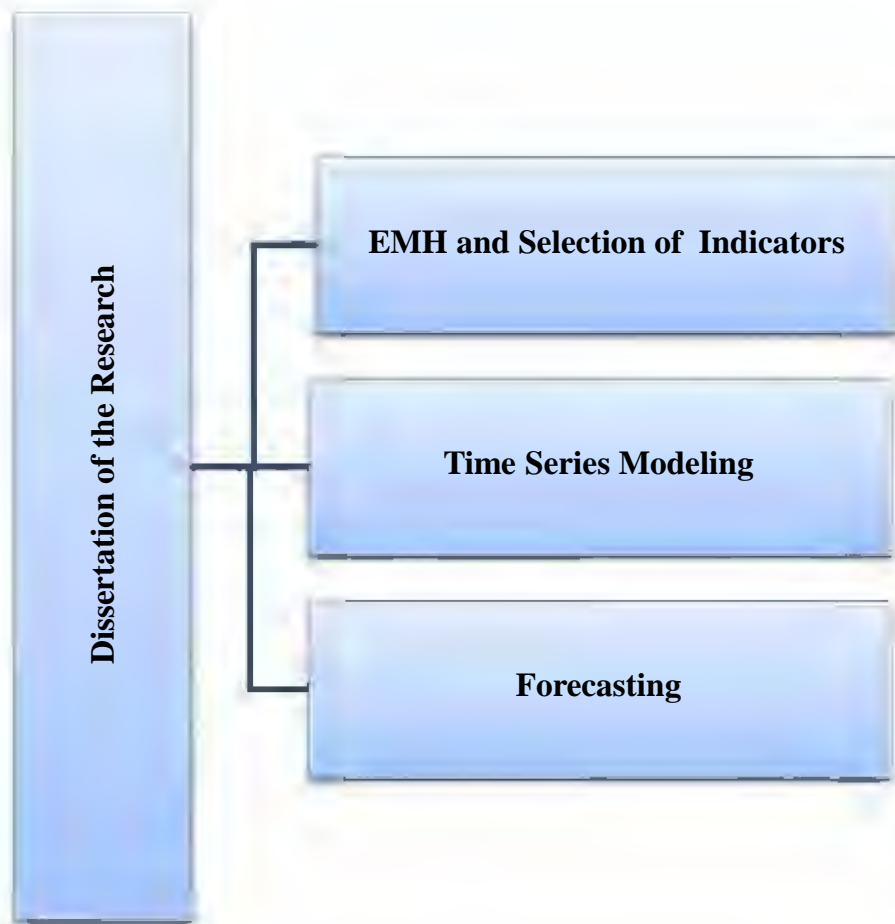 Dissertation of the Research
EMH and Selection of Indicators
Time Series Modeling
Forecasting